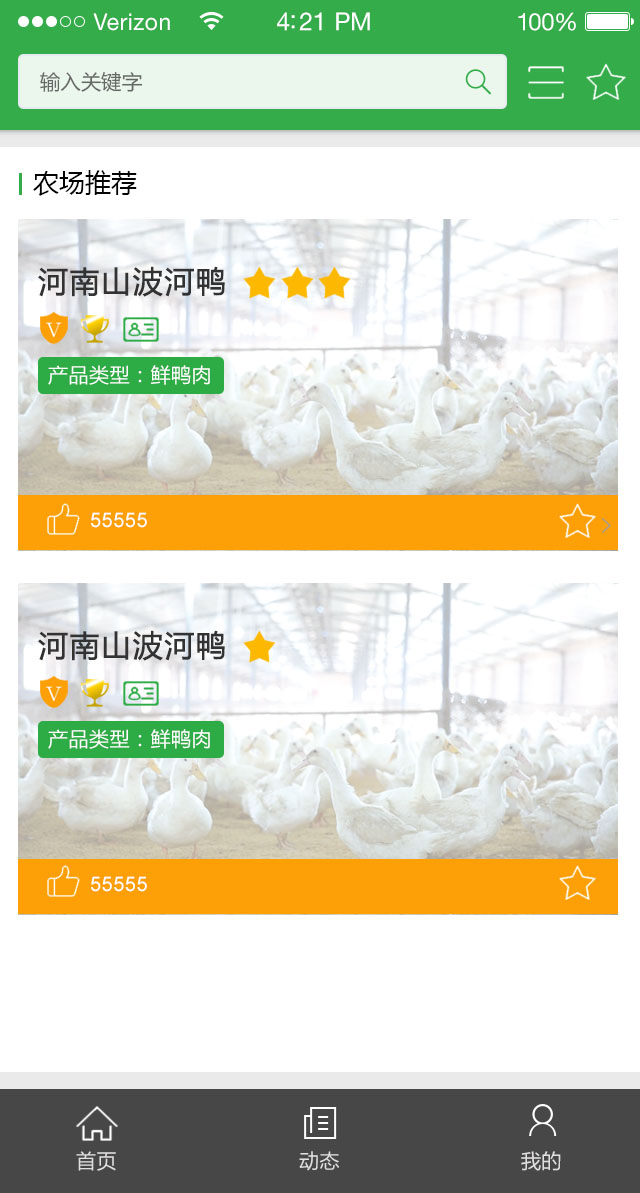 Verizon 4:21 PM 100%
输入关键字
农场推荐
河南山波河鸭
V
产品类型：鲜鸭肉
55555
河南山波河鸭
V
产品类型：鲜鸭肉
55555
首页 动态 我的